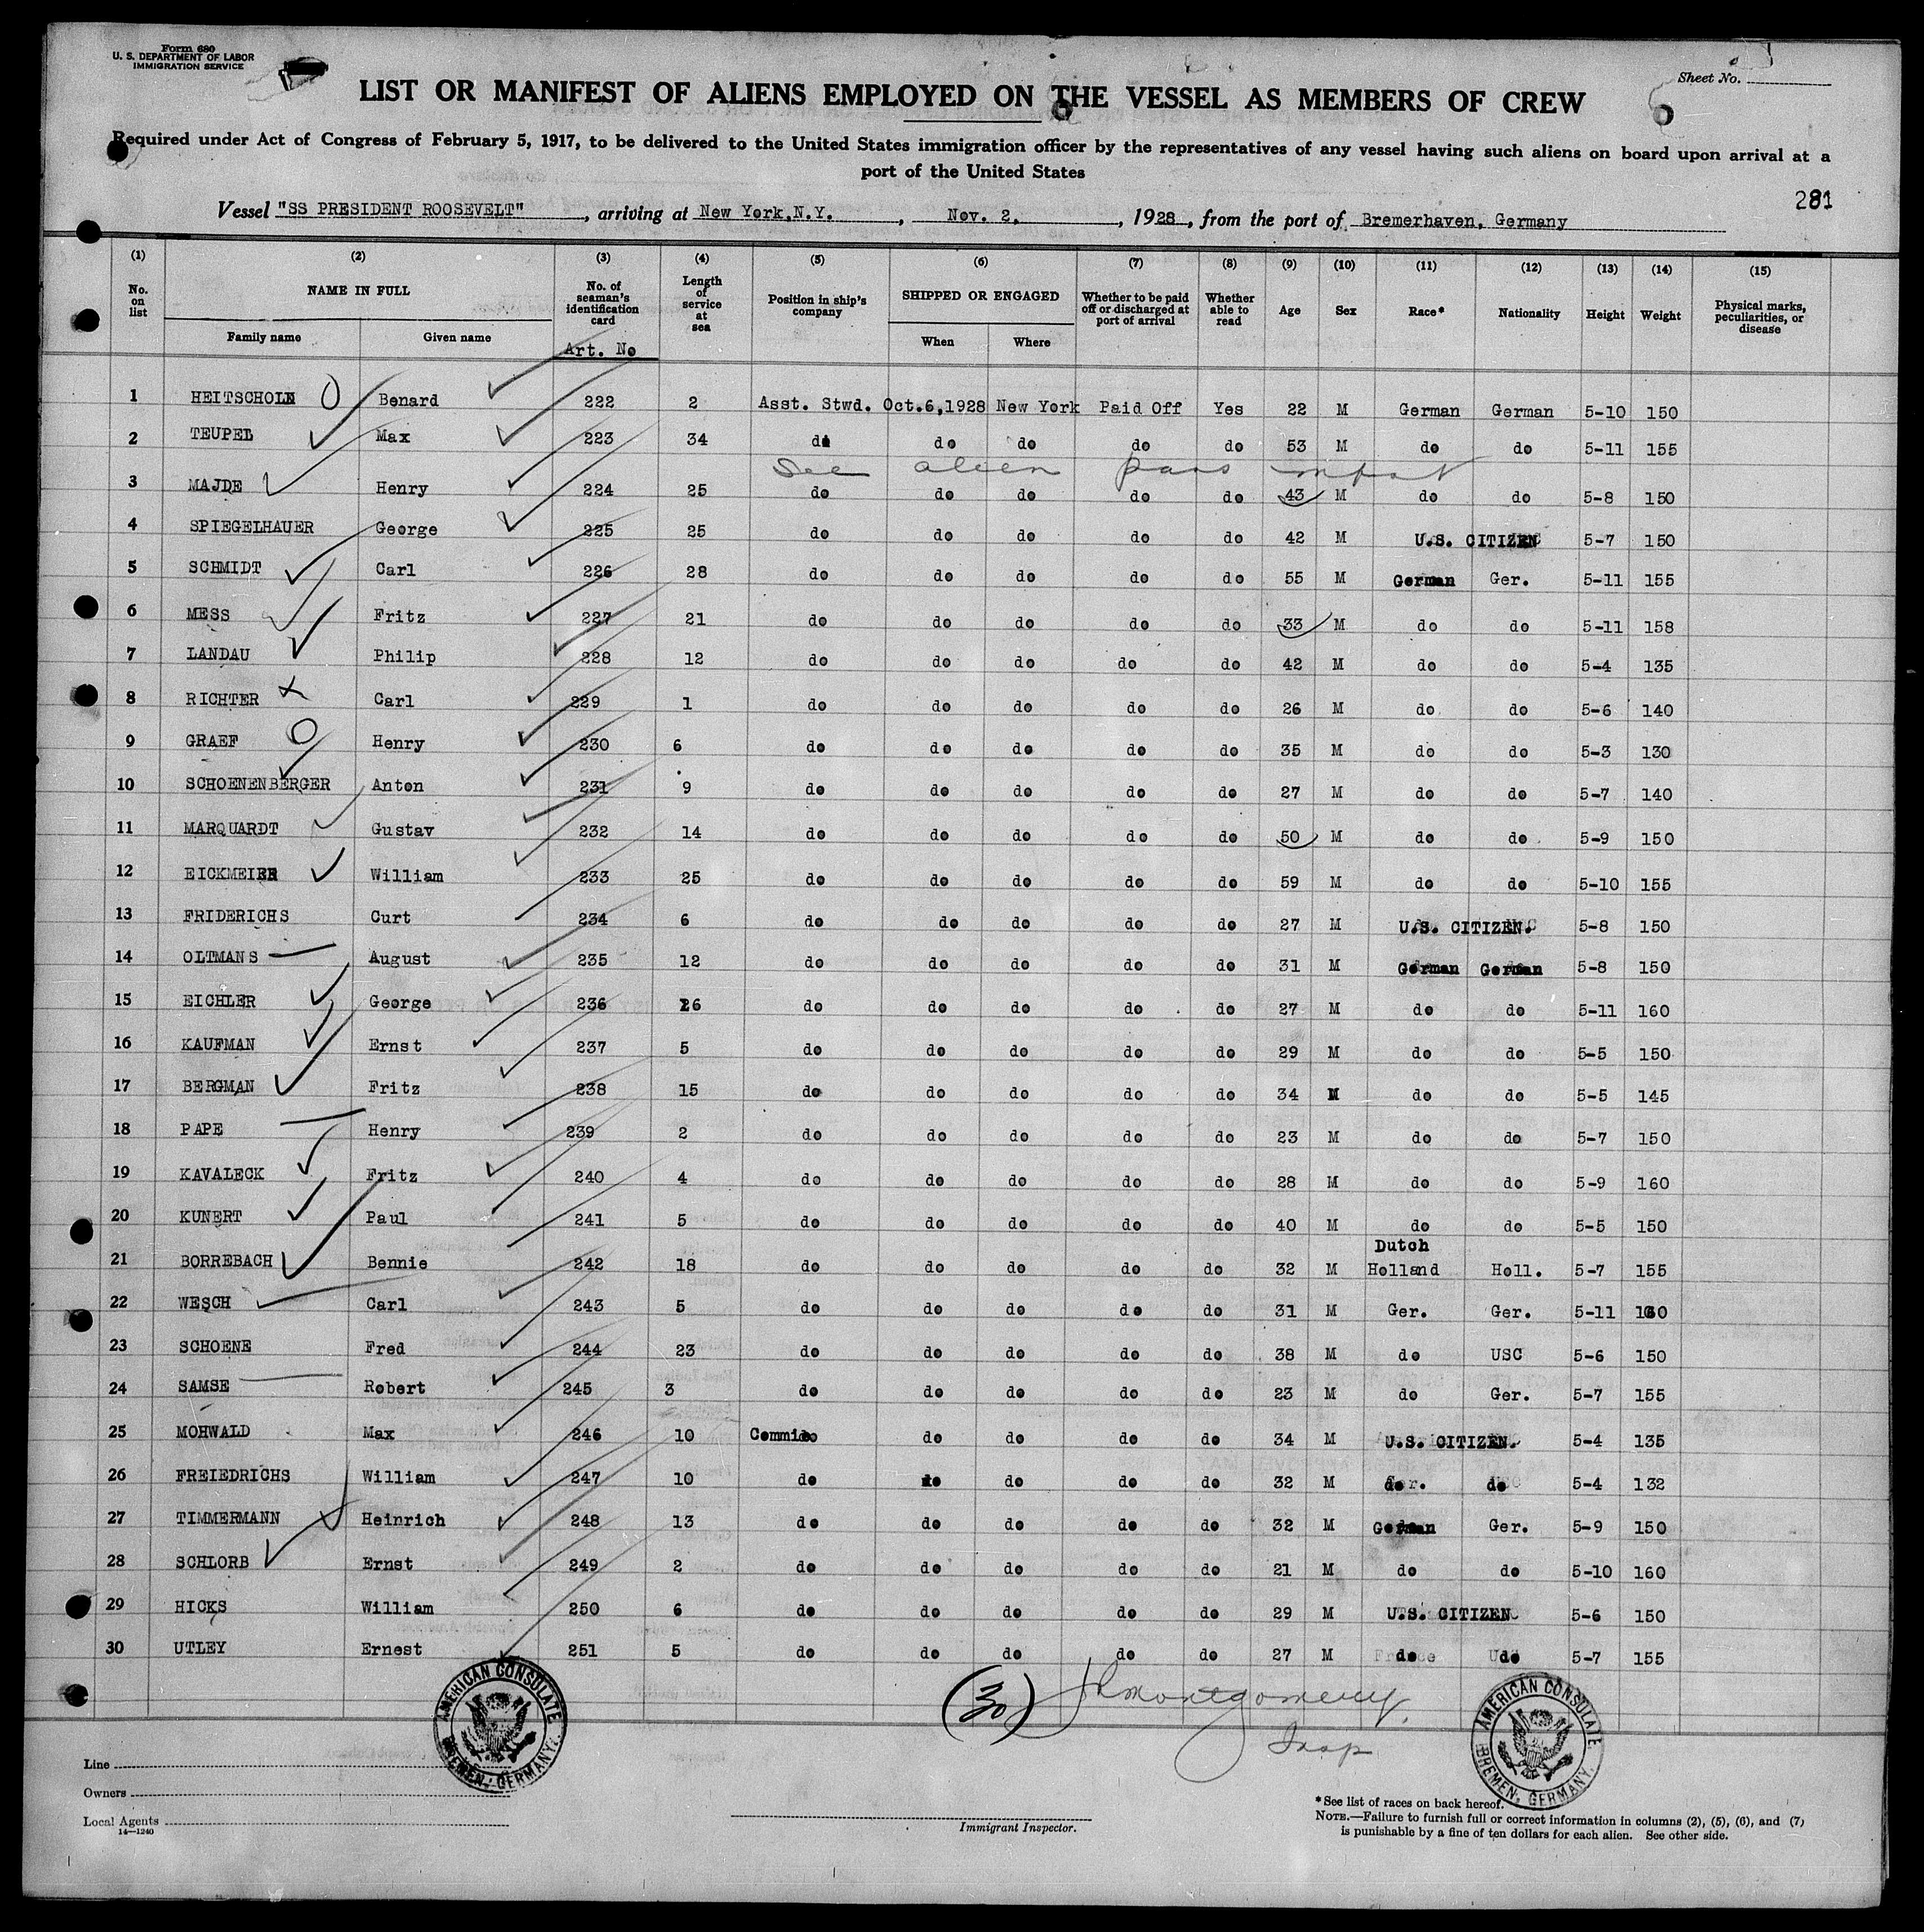 Form 680
U. S. DEPARTMENT OF LABOR
IMMIGRATION SERVICE
Sheet No.
LIST OR MANIFEST OF ALIENS EMPLOYED ON THE VESSEL AS MEMBERS OF CREW
Required under Act of Congress of February 5, 1917, to be delivered to the United States immigration officer by the representatives of any vessel having such aliens on board upon arrival at a
port of the United States
281
Vessel "SS PRESIDENT ROOSEVELT", arriving at New York,N.Y., Nov. 2, 1928, from the port of Bremerhaven, Germany
(1) (2) (3) (4) (5) (6) (7) (8) (9) (10) (11) (12) (13) (14) (15)
No. on list NAME IN FULL Family name Given name No. of seaman's identification card Art. No Length of service at sea Position in ship's company SHIPPED OR ENGAGED When Where Whether to be paid off or discharged at port of arrival Whether able to read Age Sex Race* Nationality Height Weight Physical marks, peculiarities, or disease
1 HEITSCHOLN Benard 222 2 Asst. Stwd. Oct.6,1928 New York Paid Off Yes 22 M German German 5-10 150
2 TEUPEL Max 223 34 do do do do do 53 M do do 5-11 155
See alien pass mfst
3 MAJDE Henry 224 25 do do do do do 43 M do do 5-8 150
4 SPIEGELHAUER George 225 25 do do do do do 42 M U.S. CITIZEN 5-7 150
5 SCHMIDT Carl 226 28 do do do do do 55 M German Ger. 5-11 155
6 MESS Fritz 227 21 do do do do do 33 M do do 5-11 158
7 LANDAU Philip 228 12 do do do do do 42 M do do 5-4 135
8 RICHTER Carl 229 1 do do do do do 26 M do do 5-6 140
9 GRAEF Henry 230 6 do do do do do 35 M do do 5-3 130
10 SCHOENENBERGER Anton 231 9 do do do do do 27 M do do 5-7 140
11 MARQUARDT Gustav 232 14 do do do do do 50 M do do 5-9 150
12 EICKMEIER William 233 25 do do do do do 59 M do do 5-10 155
13 FRIDERICHS Curt 234 6 do do do do do 27 M U.S. CITIZEN. 5-8 150
14 OLTMANS August 235 12 do do do do do 31 M German German 5-8 150
15 EICHLER George 236 26 do do do do do 27 M do do 5-11 160
16 KAUFMAN Ernst 237 5 do do do do do 29 M do do 5-5 150
17 BERGMAN Fritz 238 15 do do do do do 34 M do do 5-5 145
18 PAPE Henry 239 2 do do do do do 23 M do do 5-7 150
19 KAVALECK Fritz 240 4 do do do do do 28 M do do 5-9 160
20 KUNERT Paul 241 5 do do do do do 40 M do do 5-5 150
Dutch
21 BORREBACH Bennie 242 18 do do do do do 32 M Holland Holl. 5-7 155
22 WESCH Carl 243 5 do do do do do 31 M Ger. Ger. 5-11 160
23 SCHOENE Fred 244 23 do do do do do 38 M do USC 5-6 150
24 SAMSE Robert 245 3 do do do do do 23 M do Ger. 5-7 155
25 MOHWALD Max 246 10 Commie do do do do 34 M U.S. CITIZEN. 5-4 135
26 FREIEDRICHS William 247 10 do do do do do 32 M do do 5-4 132
27 TIMMERMANN Heinrich 248 13 do do do do do 32 M German Ger. 5-9 150
28 SCHLORB Ernst 249 2 do do do do do 21 M do do 5-10 160
29 HICKS William 250 6 do do do do do 29 M U.S. CITIZEN 5-6 150
30 UTLEY Ernest 251 5 do do do do do 27 M do do 5-7 155
(30) Montgomery
Insp
AMERICAN CONSULATE. BREMEN, GERMANY.
AMERICAN CONSULATE. BREMEN, GERMANY.
Line
Owners
Local Agents
14—1240
Immigrant Inspector.
*See list of races on back hereof.
NOTE.—Failure to furnish full or correct information in columns (2), (5), (6), and (7)
is punishable by a fine of ten dollars for each alien. See other side.